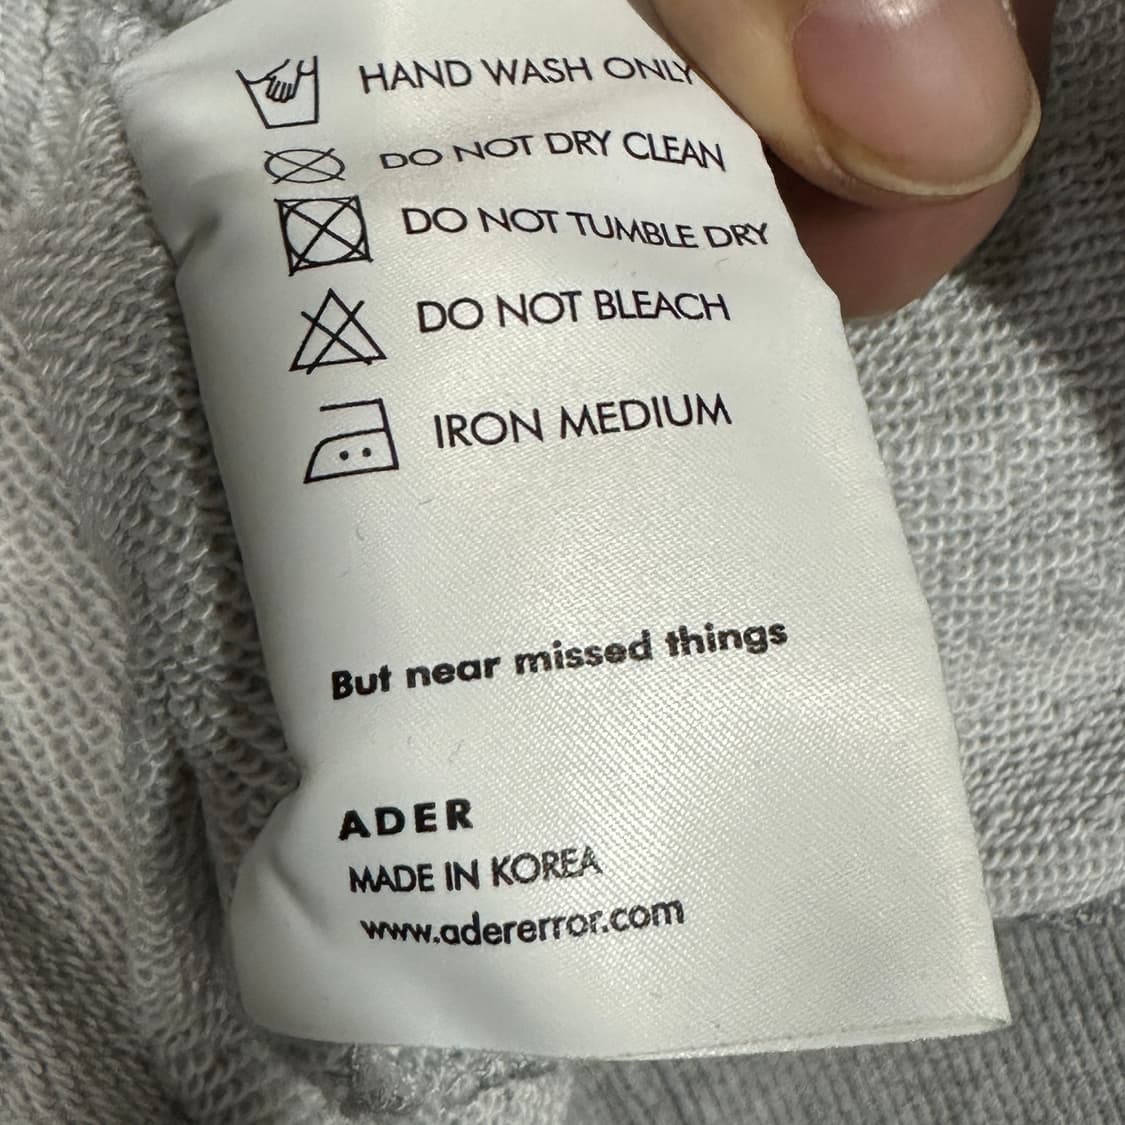 HAND WASH ONLY
DO NOT DRY CLEAN
DO NOT TUMBLE DRY
DO NOT BLEACH
IRON MEDIUM
But near missed things
ADER
MADE IN KOREA
www.adererror.com